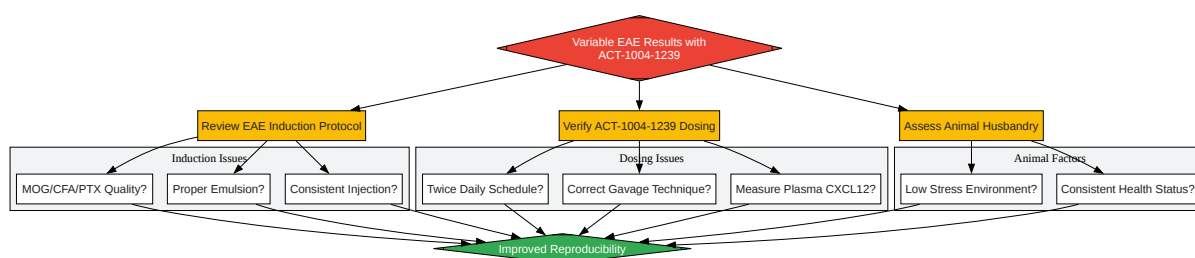 Variable EAE Results with
ACT-1004-1239
Review EAE Induction Protocol
Verify ACT-1004-1239 Dosing
Assess Animal Husbandry
Induction Issues
Dosing Issues
Animal Factors
MOG/CFA/PTX Quality?
Proper Emulsion?
Consistent Injection?
Twice Daily Schedule?
Correct Gavage Technique?
Measure Plasma CXCL12?
Low Stress Environment?
Consistent Health Status?
Improved Reproducibility